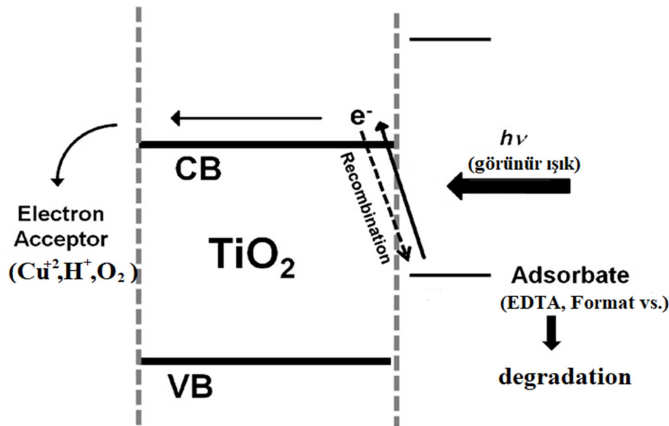 e-
hν
(görünür ışık)
CB
Recombination
Electron
Acceptor
(Cu+2,H+,O2)
TiO2
Adsorbate
(EDTA, Format vs.)
degradation
VB